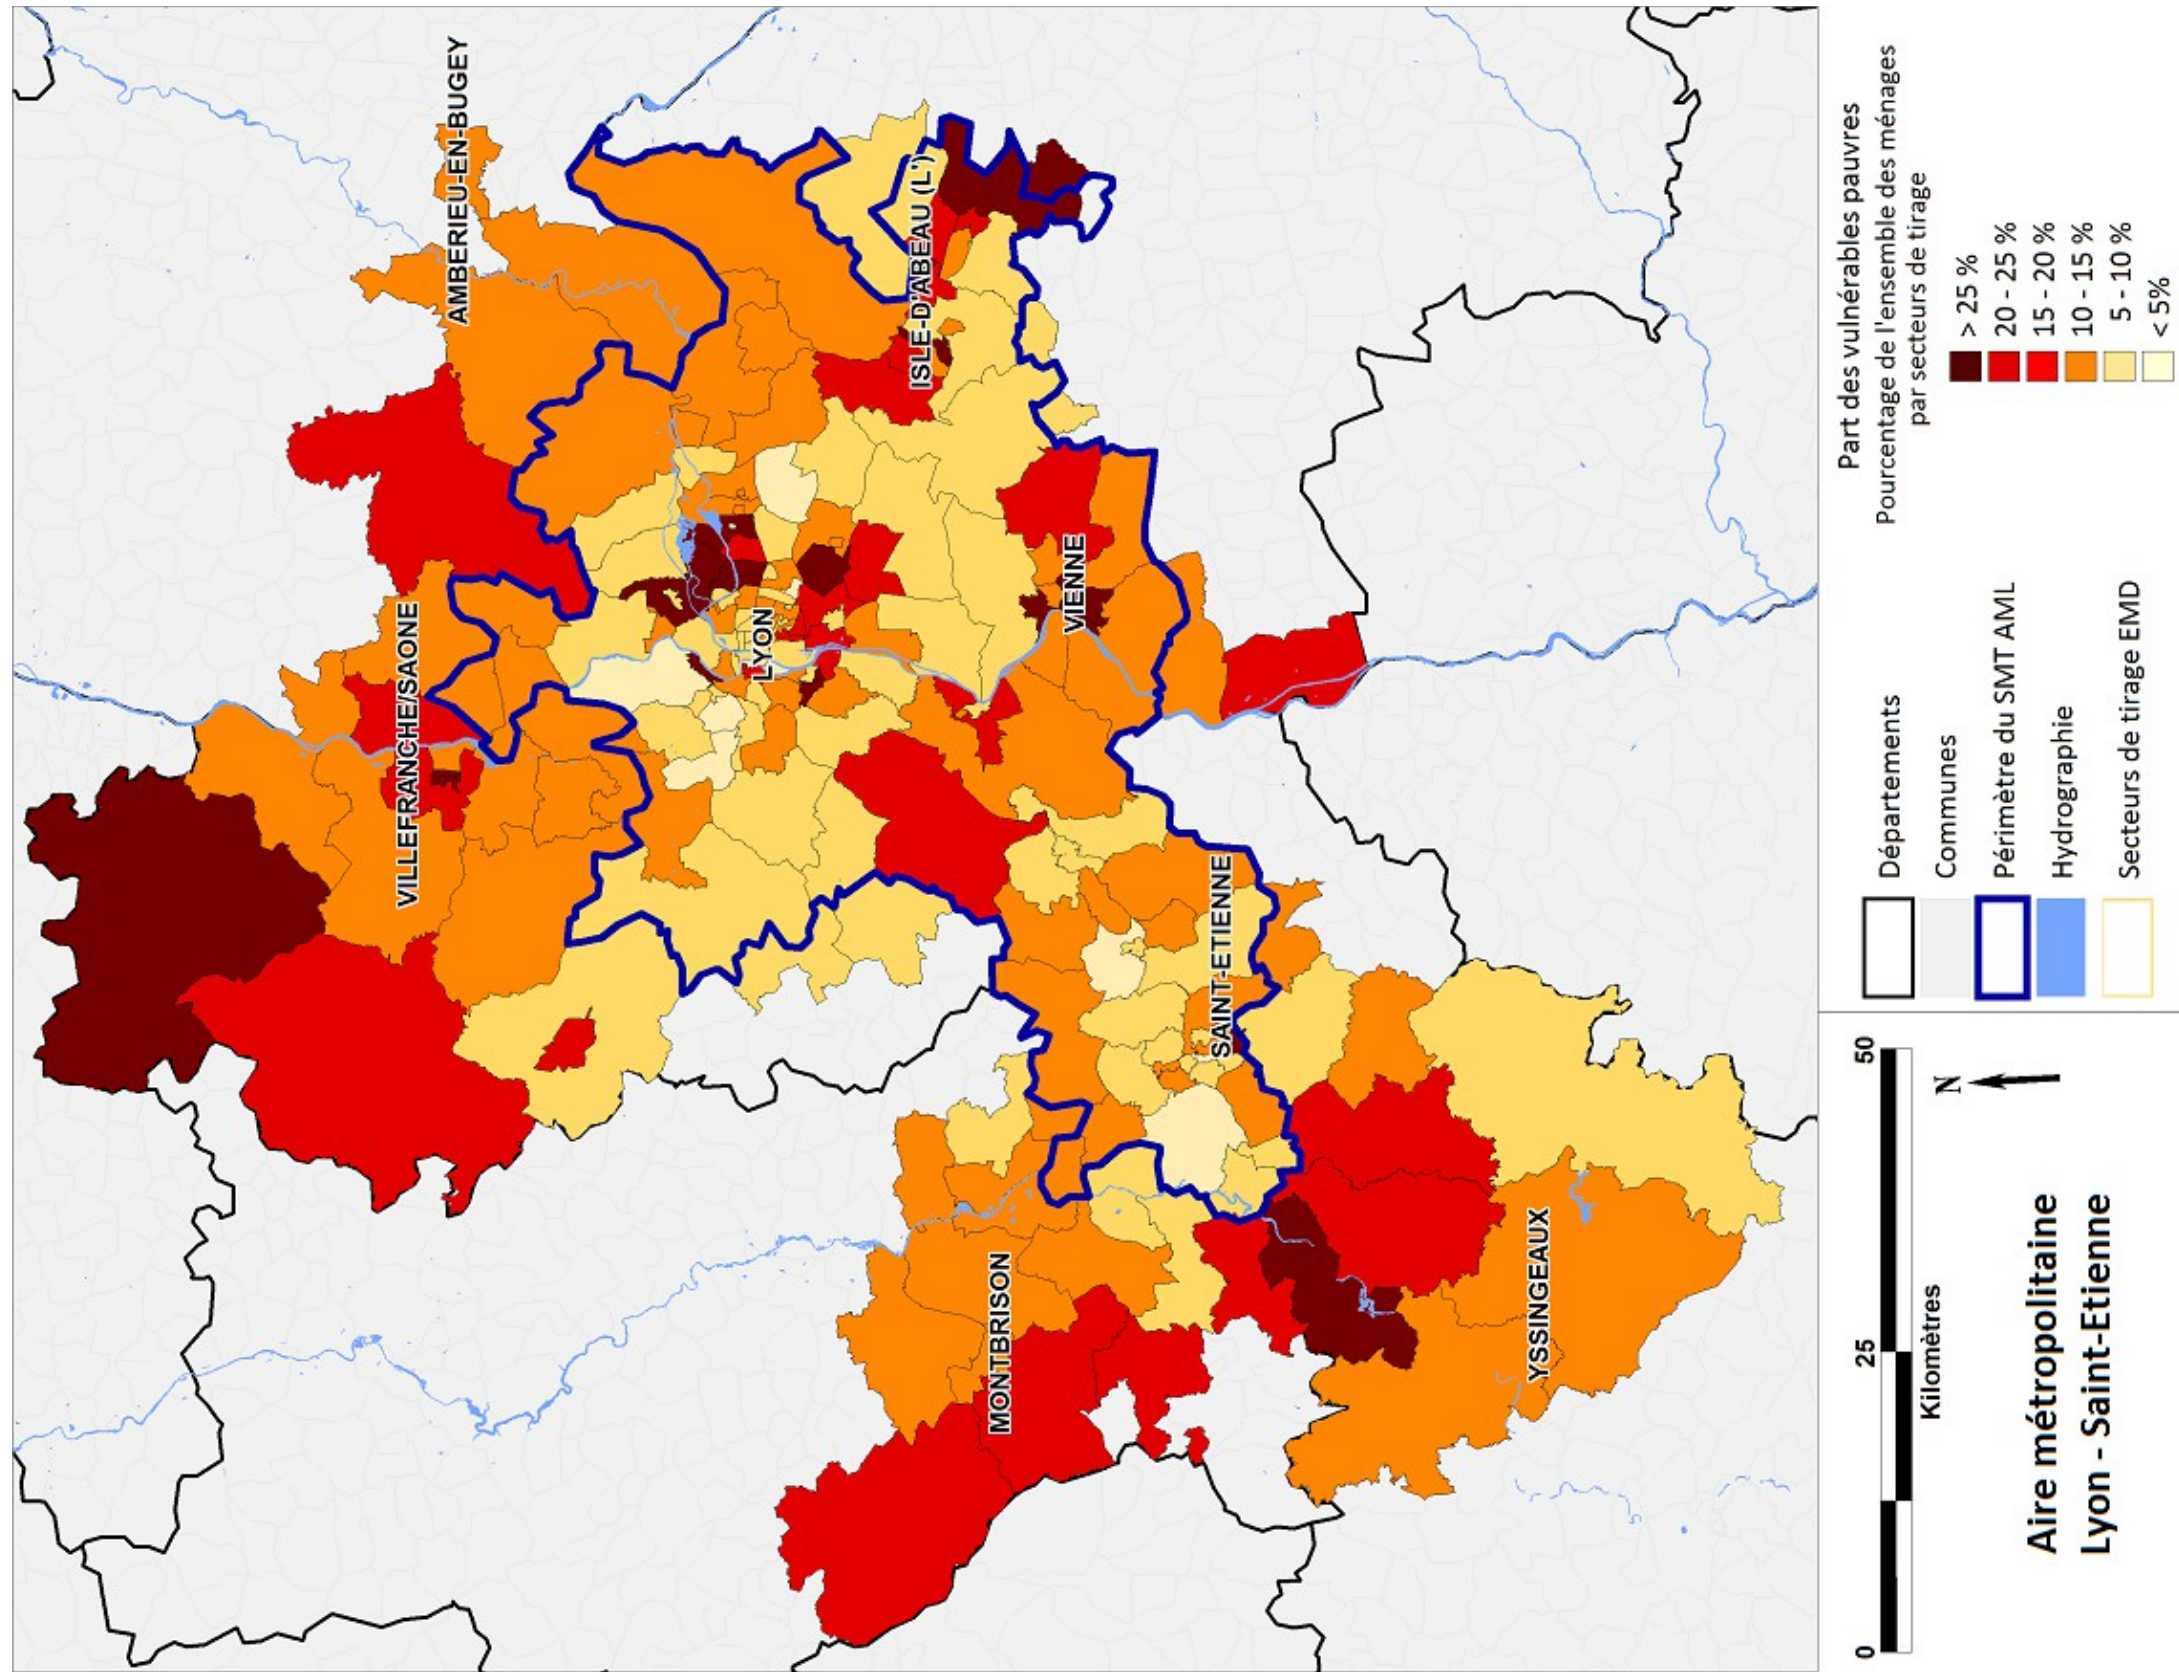 AMBERIEU-EN-BUGEY
VILLEFRANCHE/SAONE
ISLE-D'ABEAU (L')
LYON
VIENNE
SAINT-ETIENNE
MONTBRISON
YSSINGEAUX
0
25
50
Kilomètres
N
Aire métropolitaine
Lyon - Saint-Etienne
Départements
Communes
Périmètre du SMT AML
Hydrographie
Secteurs de tirage EMD
Part des vulnérables pauvres
Pourcentage de l'ensemble des ménages
par secteurs de tirage
> 25 %
20 - 25 %
15 - 20 %
10 - 15 %
5 - 10 %
< 5%